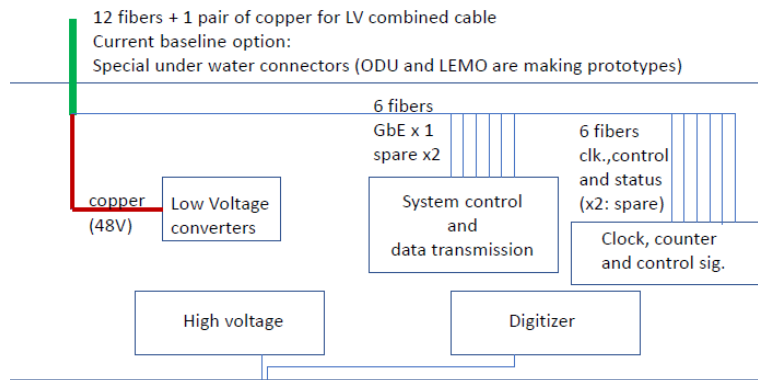 12 fibers + 1 pair of copper for LV combined cable
Current baseline option:
Special under water connectors (ODU and LEMO are making prototypes)
6 fibers
GbE x 1
spare x2
6 fibers
clk.,control
and status
(x2: spare)
copper
(48V)
Low Voltage
converters
System control
and
data transmission
Clock, counter
and control sig.
High voltage
Digitizer